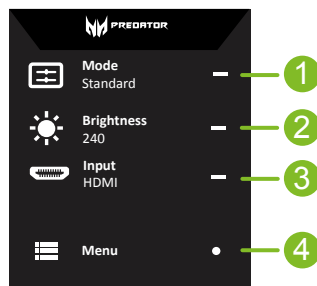 PREDATOR
Mode
Standard
1
Brightness
240
2
Input
HDMI
3
Menu
4